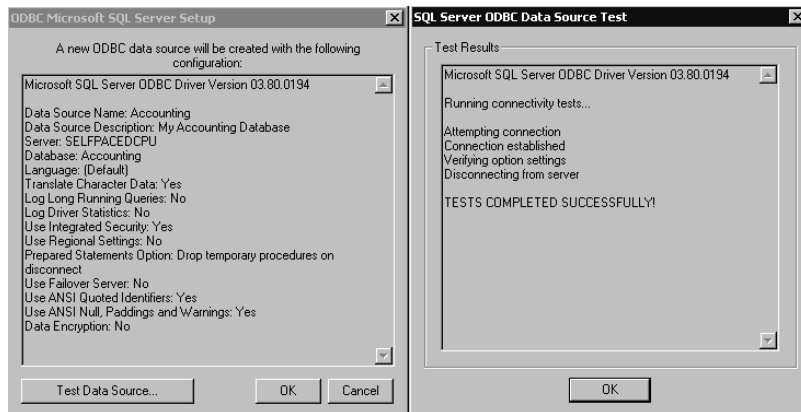 ODBC Microsoft SQL Server Setup
A new ODBC data source will be created with the following
configuration:
Microsoft SQL Server ODBC Driver Version 03.80.0194
Data Source Name: Accounting
Data Source Description: My Accounting Database
Server: SELFPACEDCPU
Database: Accounting
Language: (Default)
Translate Character Data: Yes
Log Long Running Queries: No
Log Driver Statistics: No
Use Integrated Security: Yes
Use Regional Settings: No
Prepared Statements Option: Drop temporary procedures on
disconnect
Use Failover Server: No
Use ANSI Quoted Identifiers: Yes
Use ANSI Null, Paddings and Warnings: Yes
Data Encryption: No
Test Data Source...
OK
Cancel
SQL Server ODBC Data Source Test
Test Results
Microsoft SQL Server ODBC Driver Version 03.80.0194
Running connectivity tests...
Attempting connection
Connection established
Verifying option settings
Disconnecting from server
TESTS COMPLETED SUCCESSFULLY!
OK